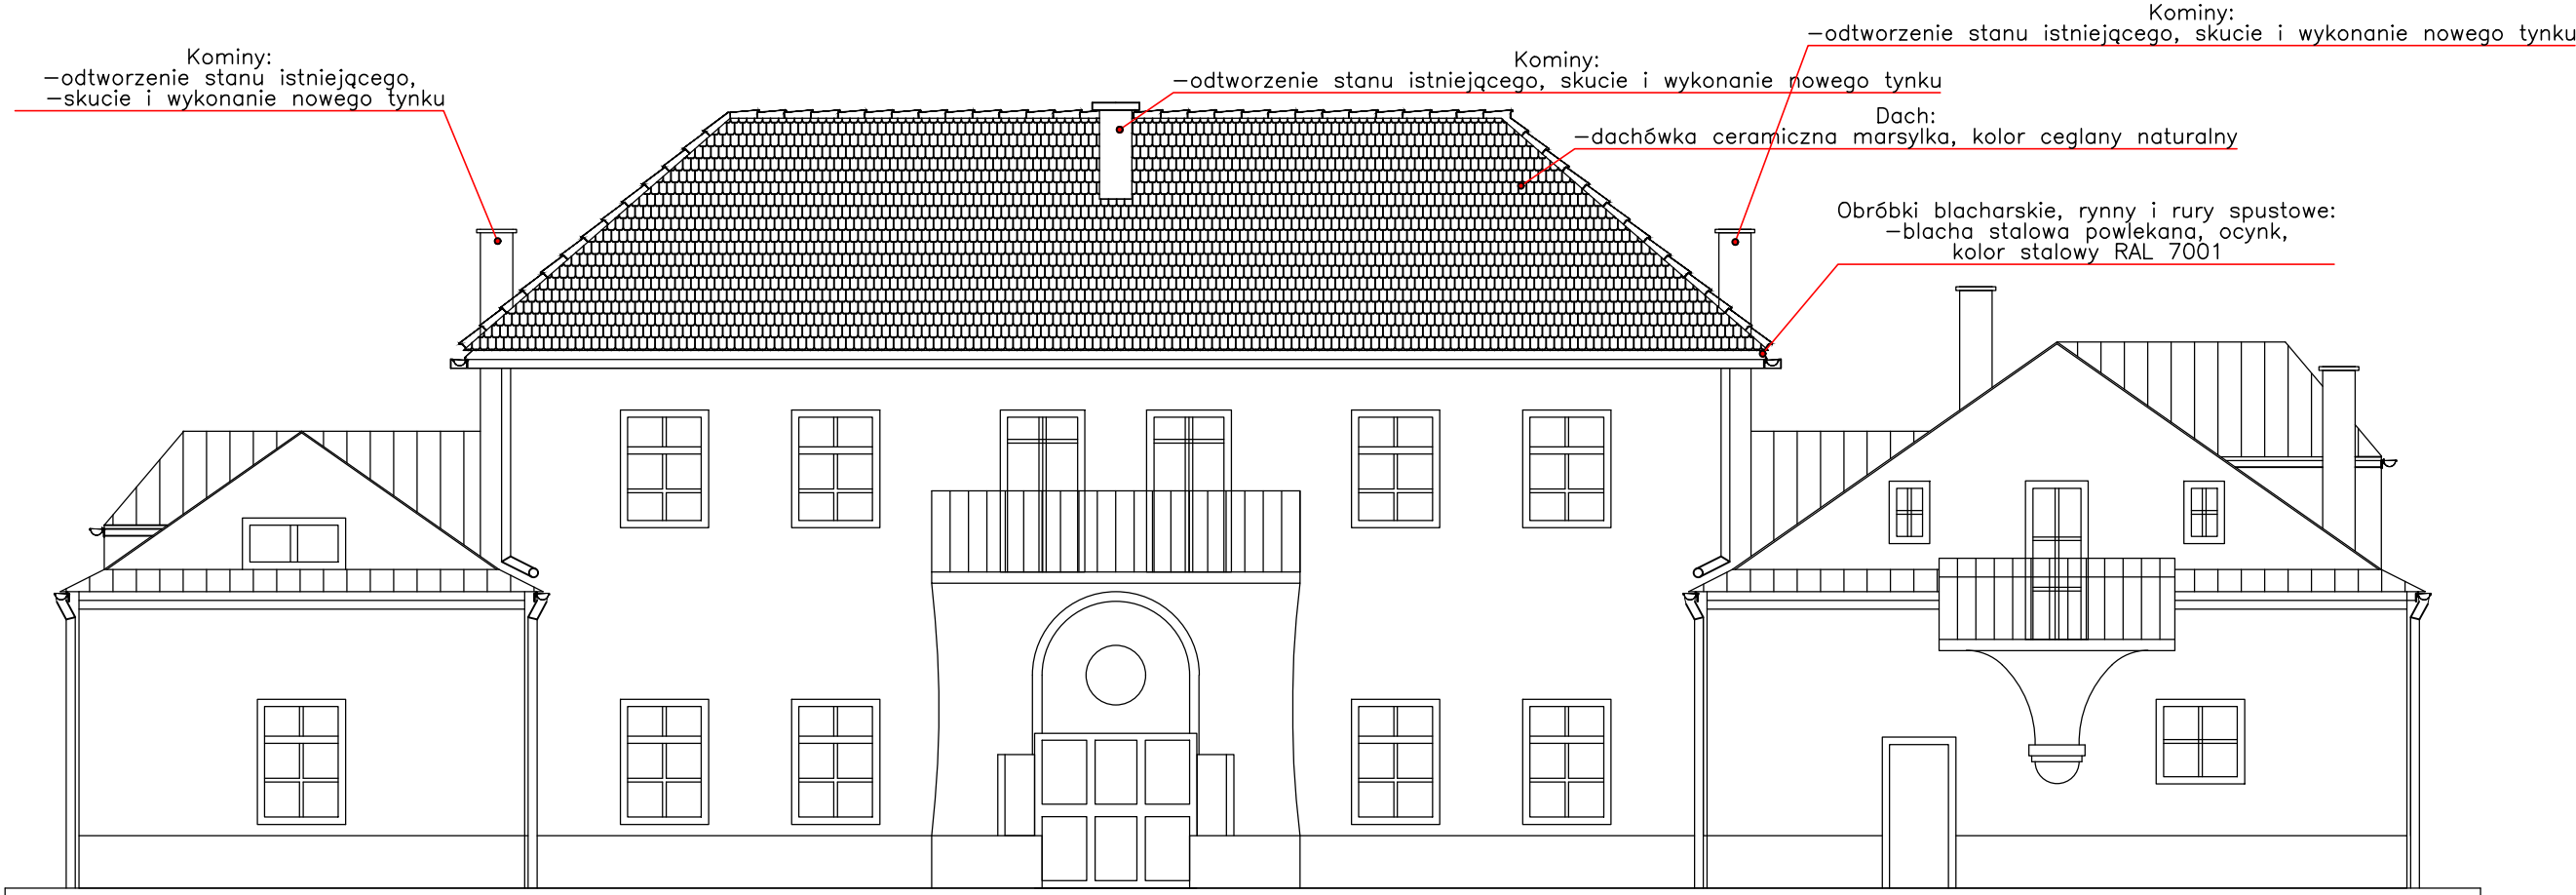 Kominy:
-odtworzenie stanu istniejącego,
-skucie i wykonanie nowego tynku
Kominy:
-odtworzenie stanu istniejącego, skucie i wykonanie nowego tynku
Kominy:
-odtworzenie stanu istniejącego, skucie i wykonanie nowego tynku
Dach:
-dachówka ceramiczna marsylka, kolor ceglany naturalny
Obróbki blacharskie, rynny i rury spustowe:
-blacha stalowa powlekana, ocynk,
kolor stalowy RAL 7001